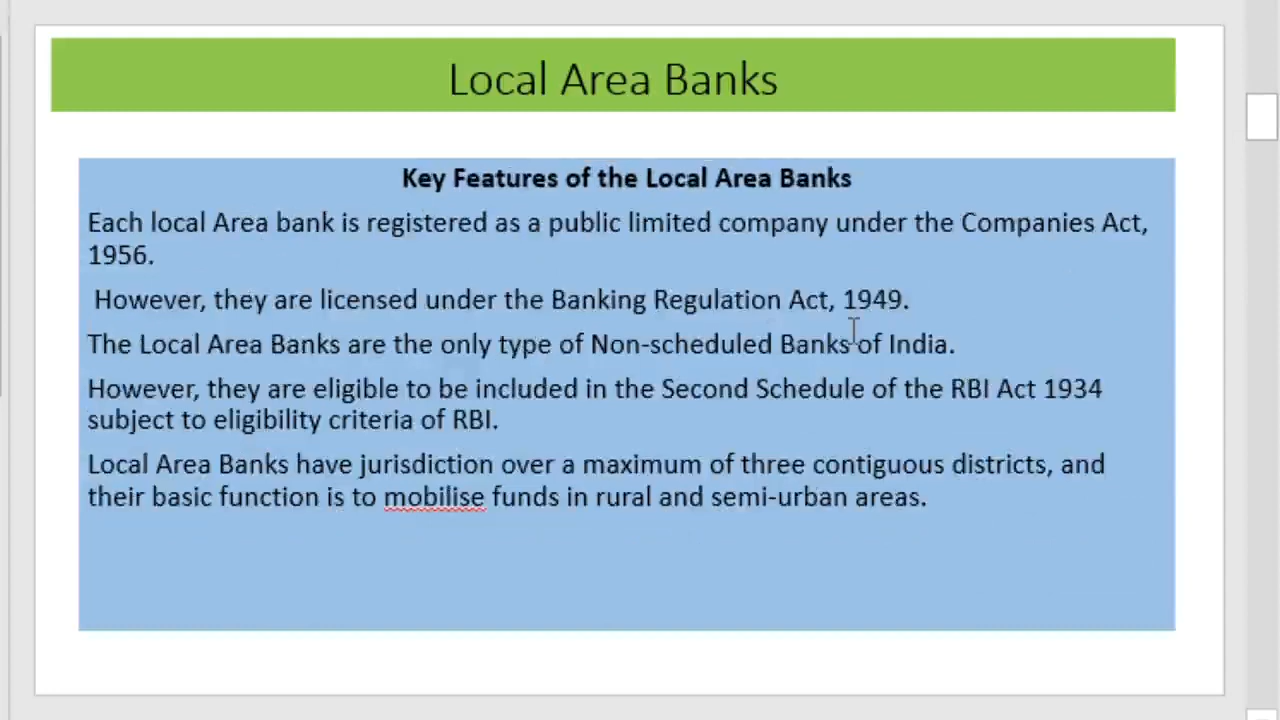 Local Area Banks
Key Features of the Local Area Banks
Each local Area bank is registered as a public limited company under the Companies Act,
1956.
However, they are licensed under the Banking Regulation Act, 1949.
The Local Area Banks are the only type of Non-scheduled Banks of India.
However, they are eligible to be included in the Second Schedule of the RBI Act 1934
subject to eligibility criteria of RBI.
Local Area Banks have jurisdiction over a maximum of three contiguous districts, and
their basic function is to mobilise funds in rural and semi-urban areas.